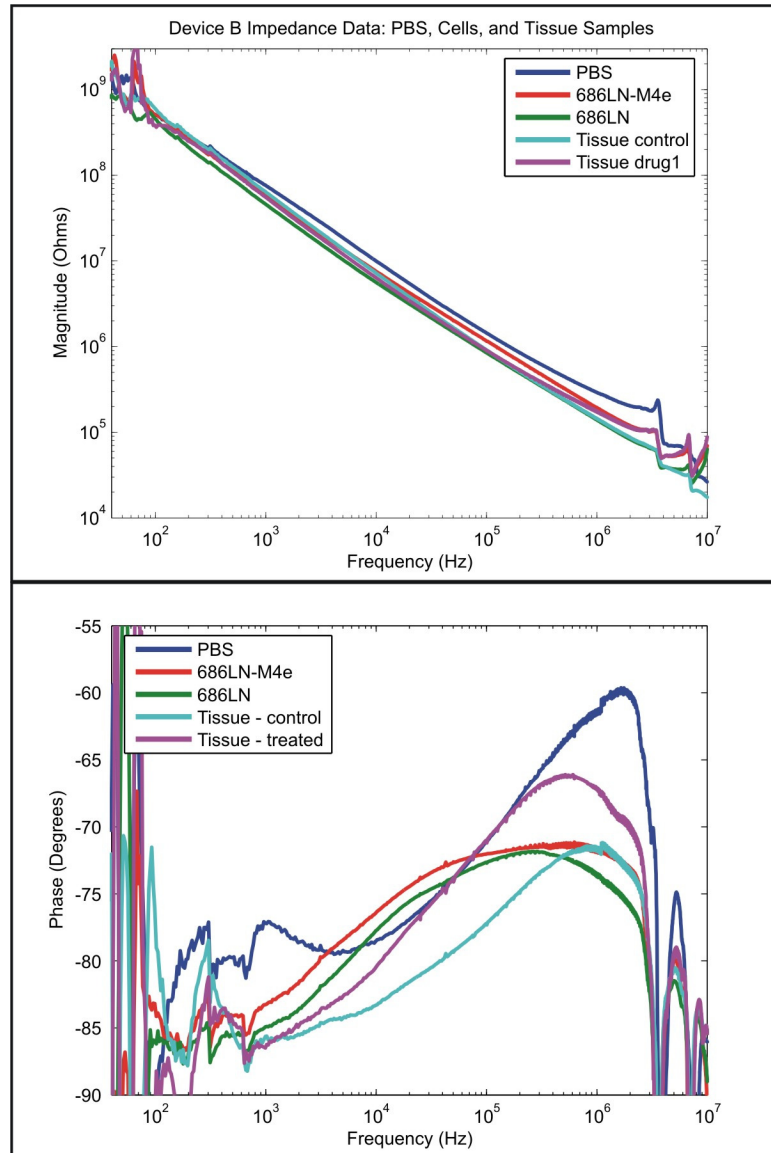 Device B Impedance Data: PBS, Cells, and Tissue Samples
10^9
10^8
10^7
10^6
10^5
10^4
Magnitude (Ohms)
PBS
686LN-M4e
686LN
Tissue control
Tissue drug1
10^2 10^3 10^4 10^5 10^6 10^7
Frequency (Hz)
-55
-60
-65
-70
-75
-80
-85
-90
Phase (Degrees)
PBS
686LN-M4e
686LN
Tissue - control
Tissue - treated
10^2 10^3 10^4 10^5 10^6 10^7
Frequency (Hz)